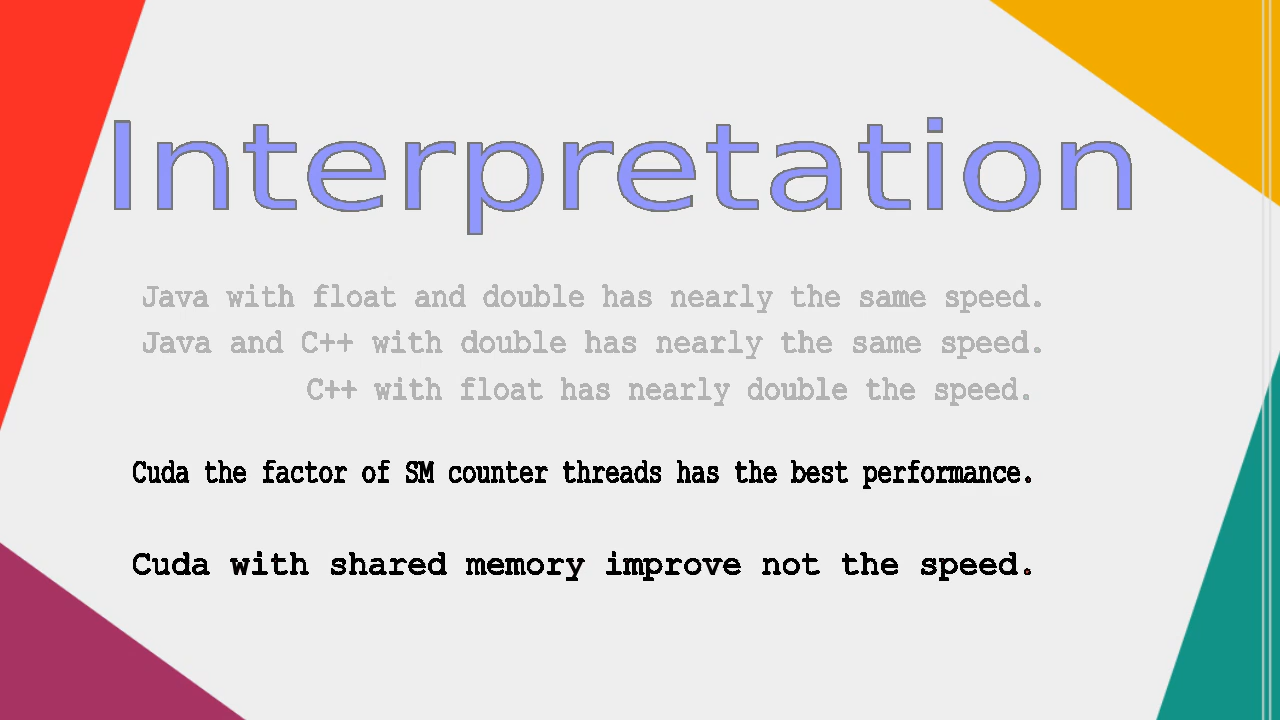 Interpretation
Java with float and double has nearly the same speed.
Java and C++ with double has nearly the same speed.
C++ with float has nearly double the speed.
Cuda the factor of SM counter threads has the best performance.
Cuda with shared memory improve not the speed.